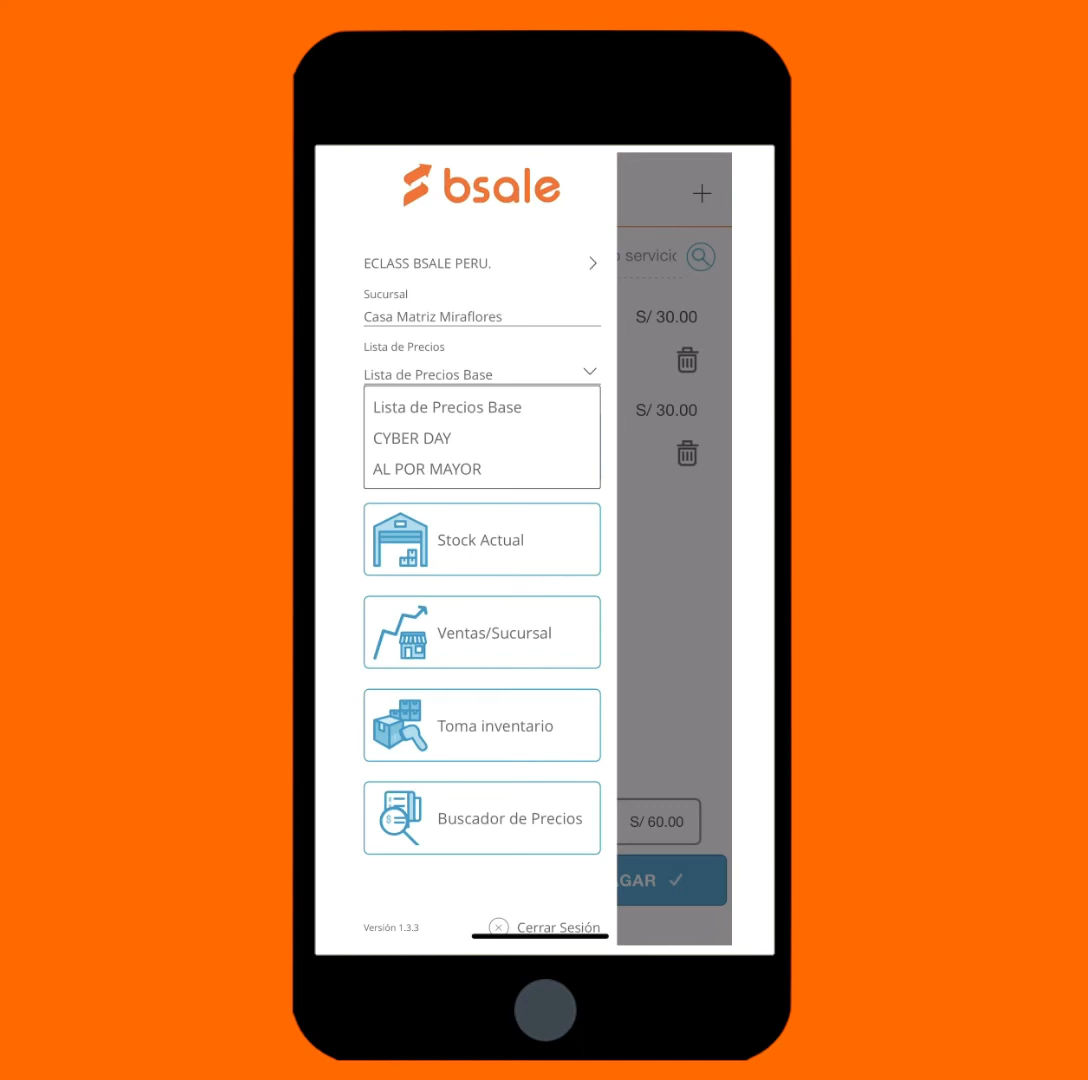 bsale
ECLASS BSALE PERU.
Sucursal
Casa Matriz Miraflores
Lista de Precios
Lista de Precios Base
Lista de Precios Base
CYBER DAY
AL POR MAYOR
Stock Actual
Ventas/Sucursal
Toma inventario
Buscador de Precios
Versión 1.3.3
Cerrar Sesión
servicio
S/ 30.00
S/ 30.00
S/ 60.00
GAR